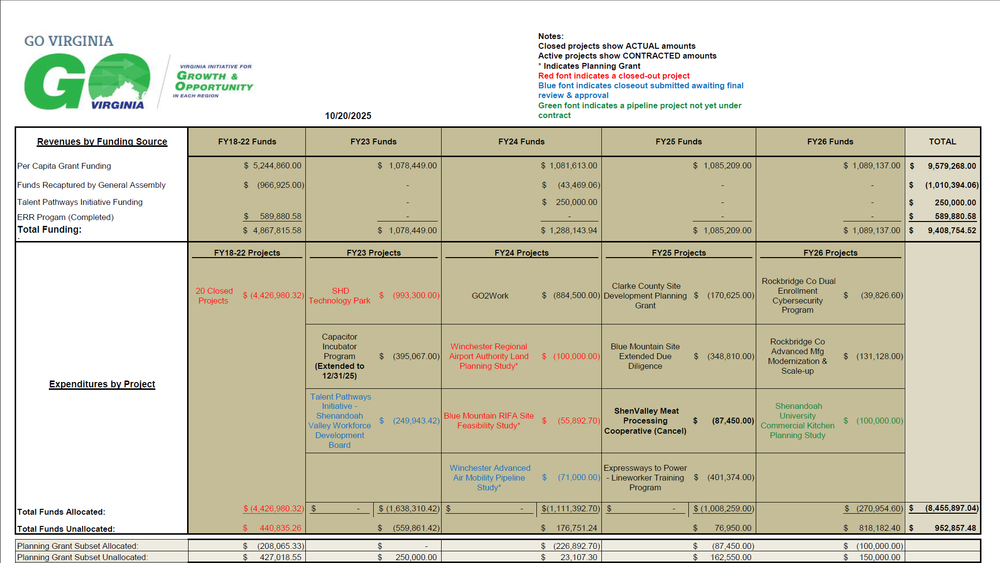 GO VIRGINIA
GO
VIRGINIA
VIRGINIA INITIATIVE FOR
GROWTH &
OPPORTUNITY
IN EACH REGION
10/20/2025
Notes:
Closed projects show ACTUAL amounts
Active projects show CONTRACTED amounts
* Indicates Planning Grant
Red font indicates a closed-out project
Blue font indicates closeout submitted awaiting final
review & approval
Green font indicates a pipeline project not yet under
contract
Revenues by Funding Source FY18-22 Funds FY23 Funds FY24 Funds FY25 Funds FY26 Funds TOTAL
Per Capita Grant Funding $ 5,244,860.00 $ 1,078,449.00 $ 1,081,613.00 $ 1,085,209.00 $ 1,089,137.00 $ 9,579,268.00
Funds Recaptured by General Assembly $ (966,925.00) - $ (43,469.06) - - $ (1,010,394.06)
Talent Pathways Initiative Funding - $ 250,000.00 - - $ 250,000.00
ERR Progam (Completed) $ 589,880.58 - - - - $ 589,880.58
Total Funding: $ 4,867,815.58 $ 1,078,449.00 $ 1,288,143.94 $ 1,085,209.00 $ 1,089,137.00 $ 9,408,754.52
Expenditures by Project
FY18-22 Projects FY23 Projects FY24 Projects FY25 Projects FY26 Projects
20 Closed
Projects
$ (4,426,980.32)
SHD
Technology Park
$ (993,300.00)
GO2Work $ (884,500.00)
Clarke County Site
Development Planning
Grant
$ (170,625.00)
Rockbridge Co Dual
Enrollment
Cybersecurity
Program
$ (39,826.60)
Capacitor
Incubator
Program
(Extended to
12/31/25)
$ (395,067.00)
Winchester Regional
Airport Authority Land
Planning Study*
$ (100,000.00)
Blue Mountain Site
Extended Due
Diligence
$ (348,810.00)
Rockbridge Co
Advanced Mfg
Modernization &
Scale-up
$ (131,128.00)
Talent Pathways
Initiative -
Shenandoah
Valley Workforce
Development
Board
$ (249,943.42)
Blue Mountain RIFA Site
Feasibility Study*
$ (55,892.70)
ShenValley Meat
Processing
Cooperative (Cancel)
$ (87,450.00)
Shenandoah
University
Commercial Kitchen
Planning Study
$ (100,000.00)
Winchester Advanced
Air Mobility Pipeline
Study*
$ (71,000.00)
Expressways to Power
- Lineworker Training
Program
$ (401,374.00)
Total Funds Allocated: $ (4,426,980.32) $ - $ (1,638,310.42) $ - $(1,111,392.70) $ - $ (1,008,259.00) $ (270,954.60) $ (8,455,897.04)
Total Funds Unallocated: $ 440,835.26 $ (559,861.42) $ 176,751.24 $ 76,950.00 $ 818,182.40 $ 952,857.48
Planning Grant Subset Allocated: $ (208,065.33) $ - $ (226,892.70) $ (87,450.00) $ (100,000.00)
Planning Grant Subset Unallocated: $ 427,018.55 $ 250,000.00 $ 23,107.30 $ 162,550.00 $ 150,000.00